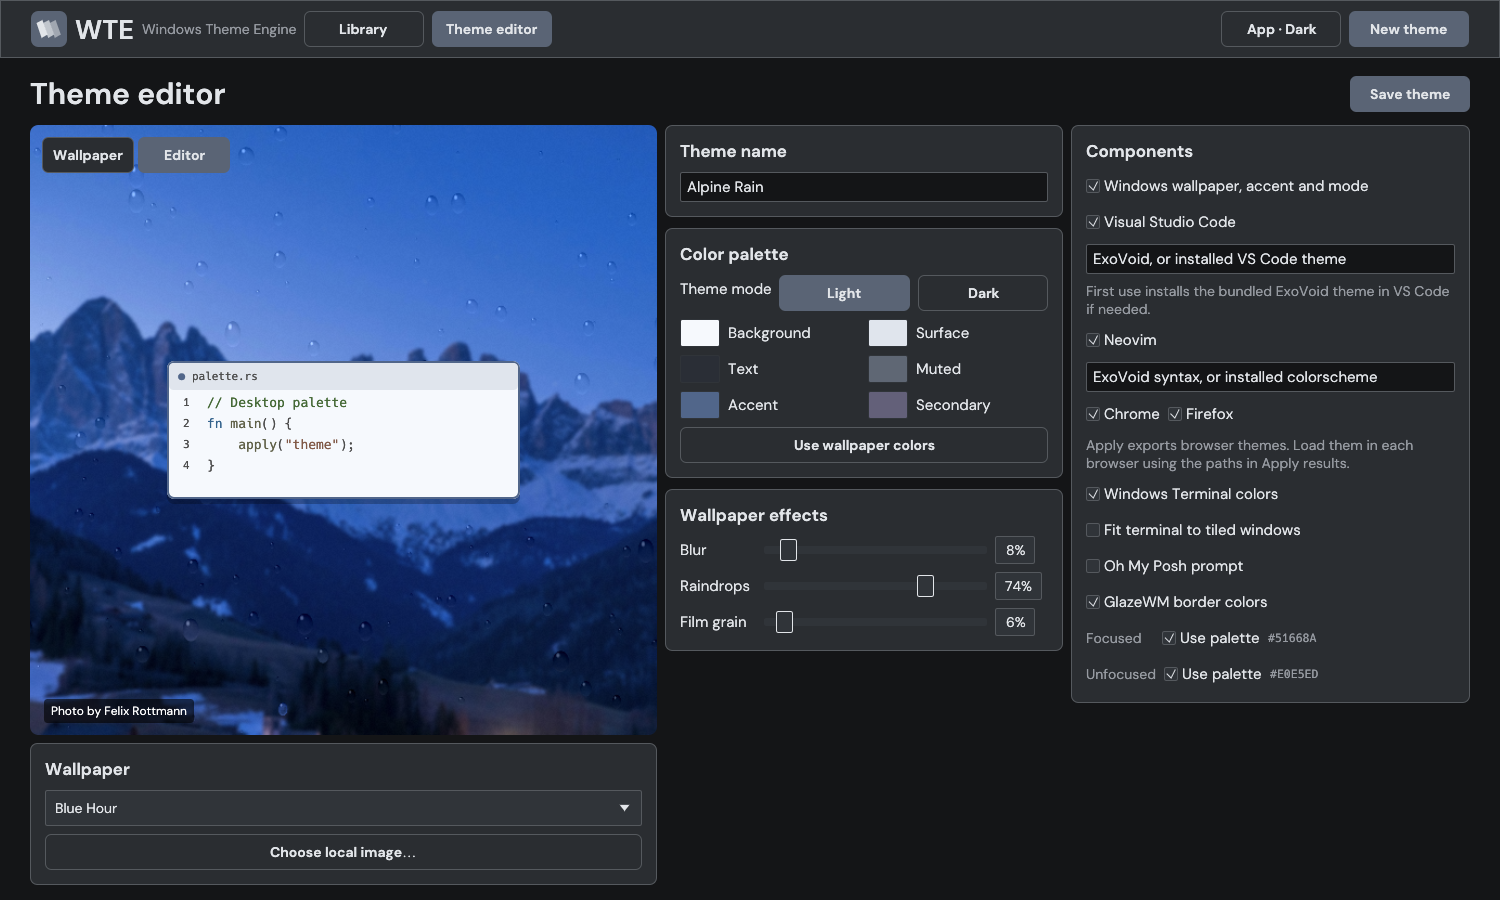 WTE Windows Theme Engine Library Theme editor App · Dark New theme
Theme editor Save theme
Wallpaper Editor
palette.rs
1 // Desktop palette
2 fn main() {
3 apply("theme");
4 }
Photo by Felix Rottmann
Wallpaper
Blue Hour
Choose local image...
Theme name
Alpine Rain
Color palette
Theme mode Light Dark
Background Surface
Text Muted
Accent Secondary
Use wallpaper colors
Wallpaper effects
Blur 8%
Raindrops 74%
Film grain 6%
Components
Windows wallpaper, accent and mode
Visual Studio Code
ExoVoid, or installed VS Code theme
First use installs the bundled ExoVoid theme in VS Code
if needed.
Neovim
ExoVoid syntax, or installed colorscheme
Chrome Firefox
Apply exports browser themes. Load them in each
browser using the paths in Apply results.
Windows Terminal colors
Fit terminal to tiled windows
Oh My Posh prompt
GlazeWM border colors
Focused Use palette #51668A
Unfocused Use palette #E0E5ED